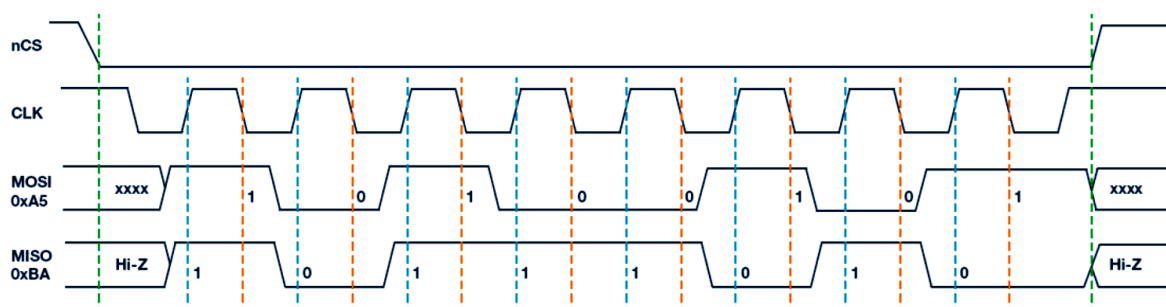 nCS
CLK
MOSI
0xA5
xxxx
1 0 1 0 0 1 0 1
xxxx
MISO
0xBA
Hi-Z
1 0 1 1 1 0 1 0
Hi-Z